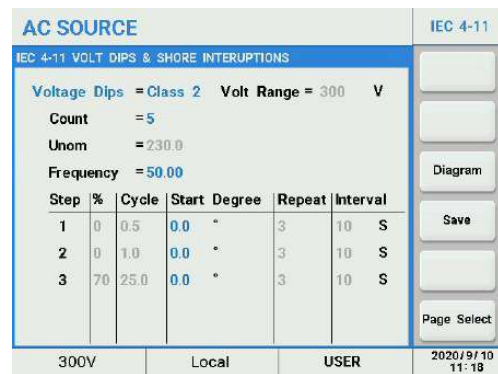 AC SOURCE
IEC 4-11
IEC 4-11 VOLT DIPS & SHORE INTERUPTIONS
Voltage Dips = Class 2 Volt Range = 300 V
Count =5
Unom =230.0
Frequency =50.00
Step % Cycle Start Degree Repeat Interval
1 0 0.5 0.0 ° 3 10 S
2 0 1.0 0.0 ° 3 10 S
3 70 25.0 0.0 ° 3 10 S
Diagram
Save
Page Select
300V Local USER
2020/9/10
11:18